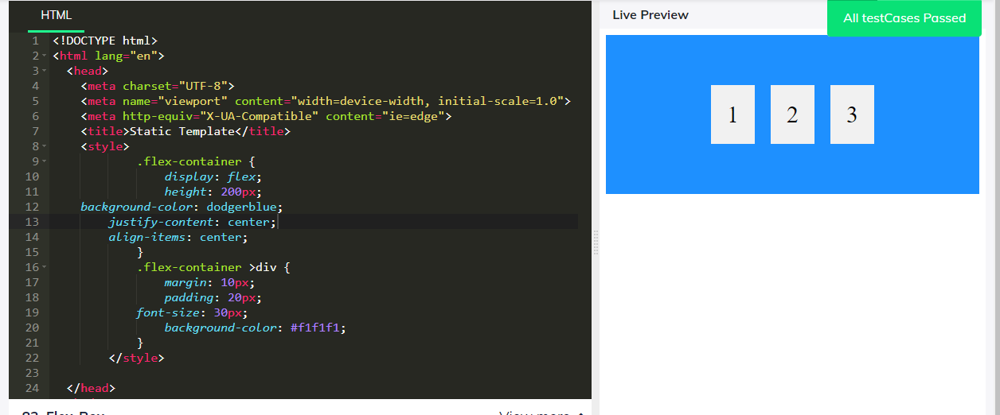 HTML
1 <!DOCTYPE html>
2 <html lang="en">
3 <head>
4 <meta charset="UTF-8">
5 <meta name="viewport" content="width=device-width, initial-scale=1.0">
6 <meta http-equiv="X-UA-Compatible" content="ie=edge">
7 <title>Static Template</title>
8 <style>
9 .flex-container {
10 display: flex;
11 height: 200px;
12 background-color: dodgerblue;
13 justify-content: center;
14 align-items: center;
15 }
16 .flex-container >div {
17 margin: 10px;
18 padding: 20px;
19 font-size: 30px;
20 background-color: #f1f1f1;
21 }
22 </style>
23
24 </head>
Live Preview
All testCases Passed
1 2 3